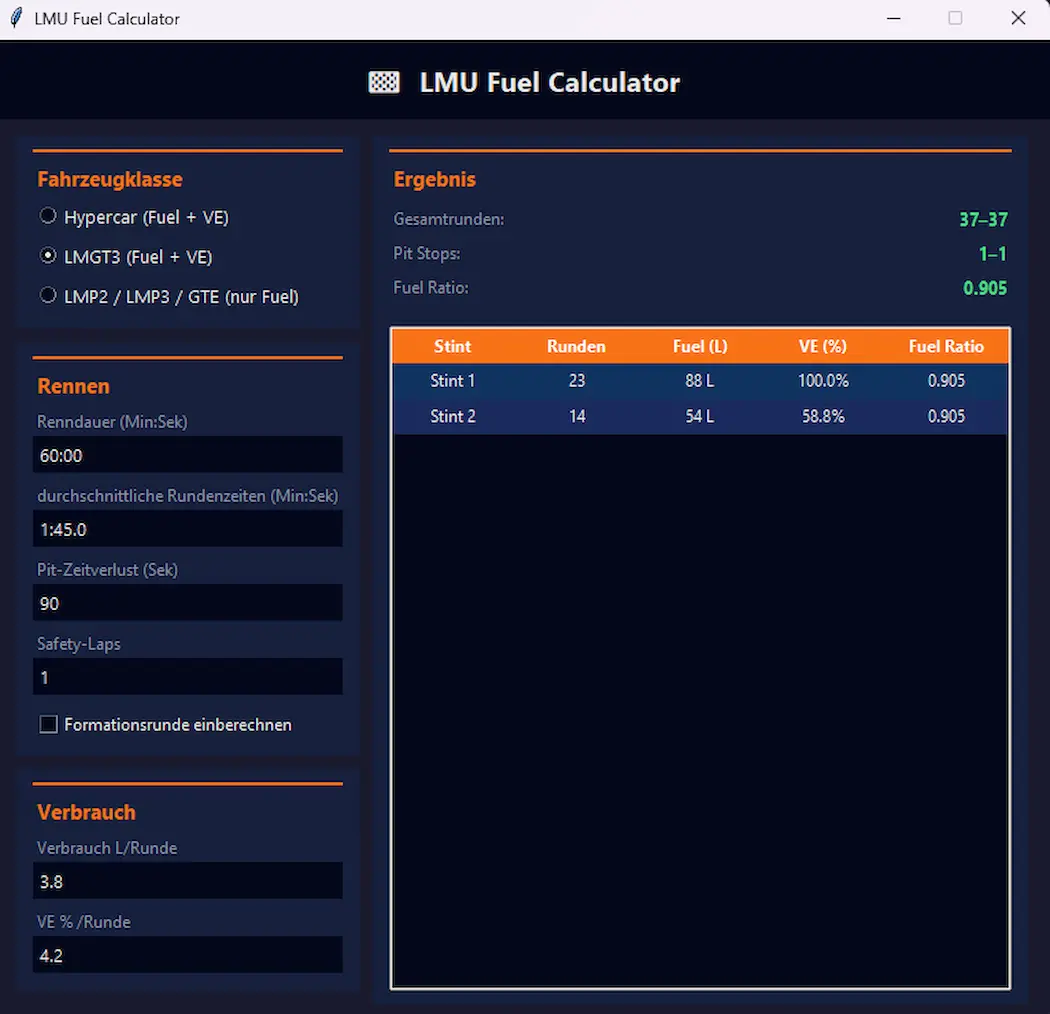 LMU Fuel Calculator
LMU Fuel Calculator
Fahrzeugklasse
Hypercar (Fuel + VE)
LMGT3 (Fuel + VE)
LMP2 / LMP3 / GTE (nur Fuel)
Rennen
Renndauer (Min:Sek)
60:00
durchschnittliche Rundenzeiten (Min:Sek)
1:45.0
Pit-Zeitverlust (Sek)
90
Safety-Laps
1
Formationsrunde einberechnen
Verbrauch
Verbrauch L/Runde
3.8
VE % /Runde
4.2
Ergebnis
Gesamtrunden: 37–37
Pit Stops: 1–1
Fuel Ratio: 0.905
Stint Runden Fuel (L) VE (%) Fuel Ratio
Stint 1 23 88 L 100.0% 0.905
Stint 2 14 54 L 58.8% 0.905